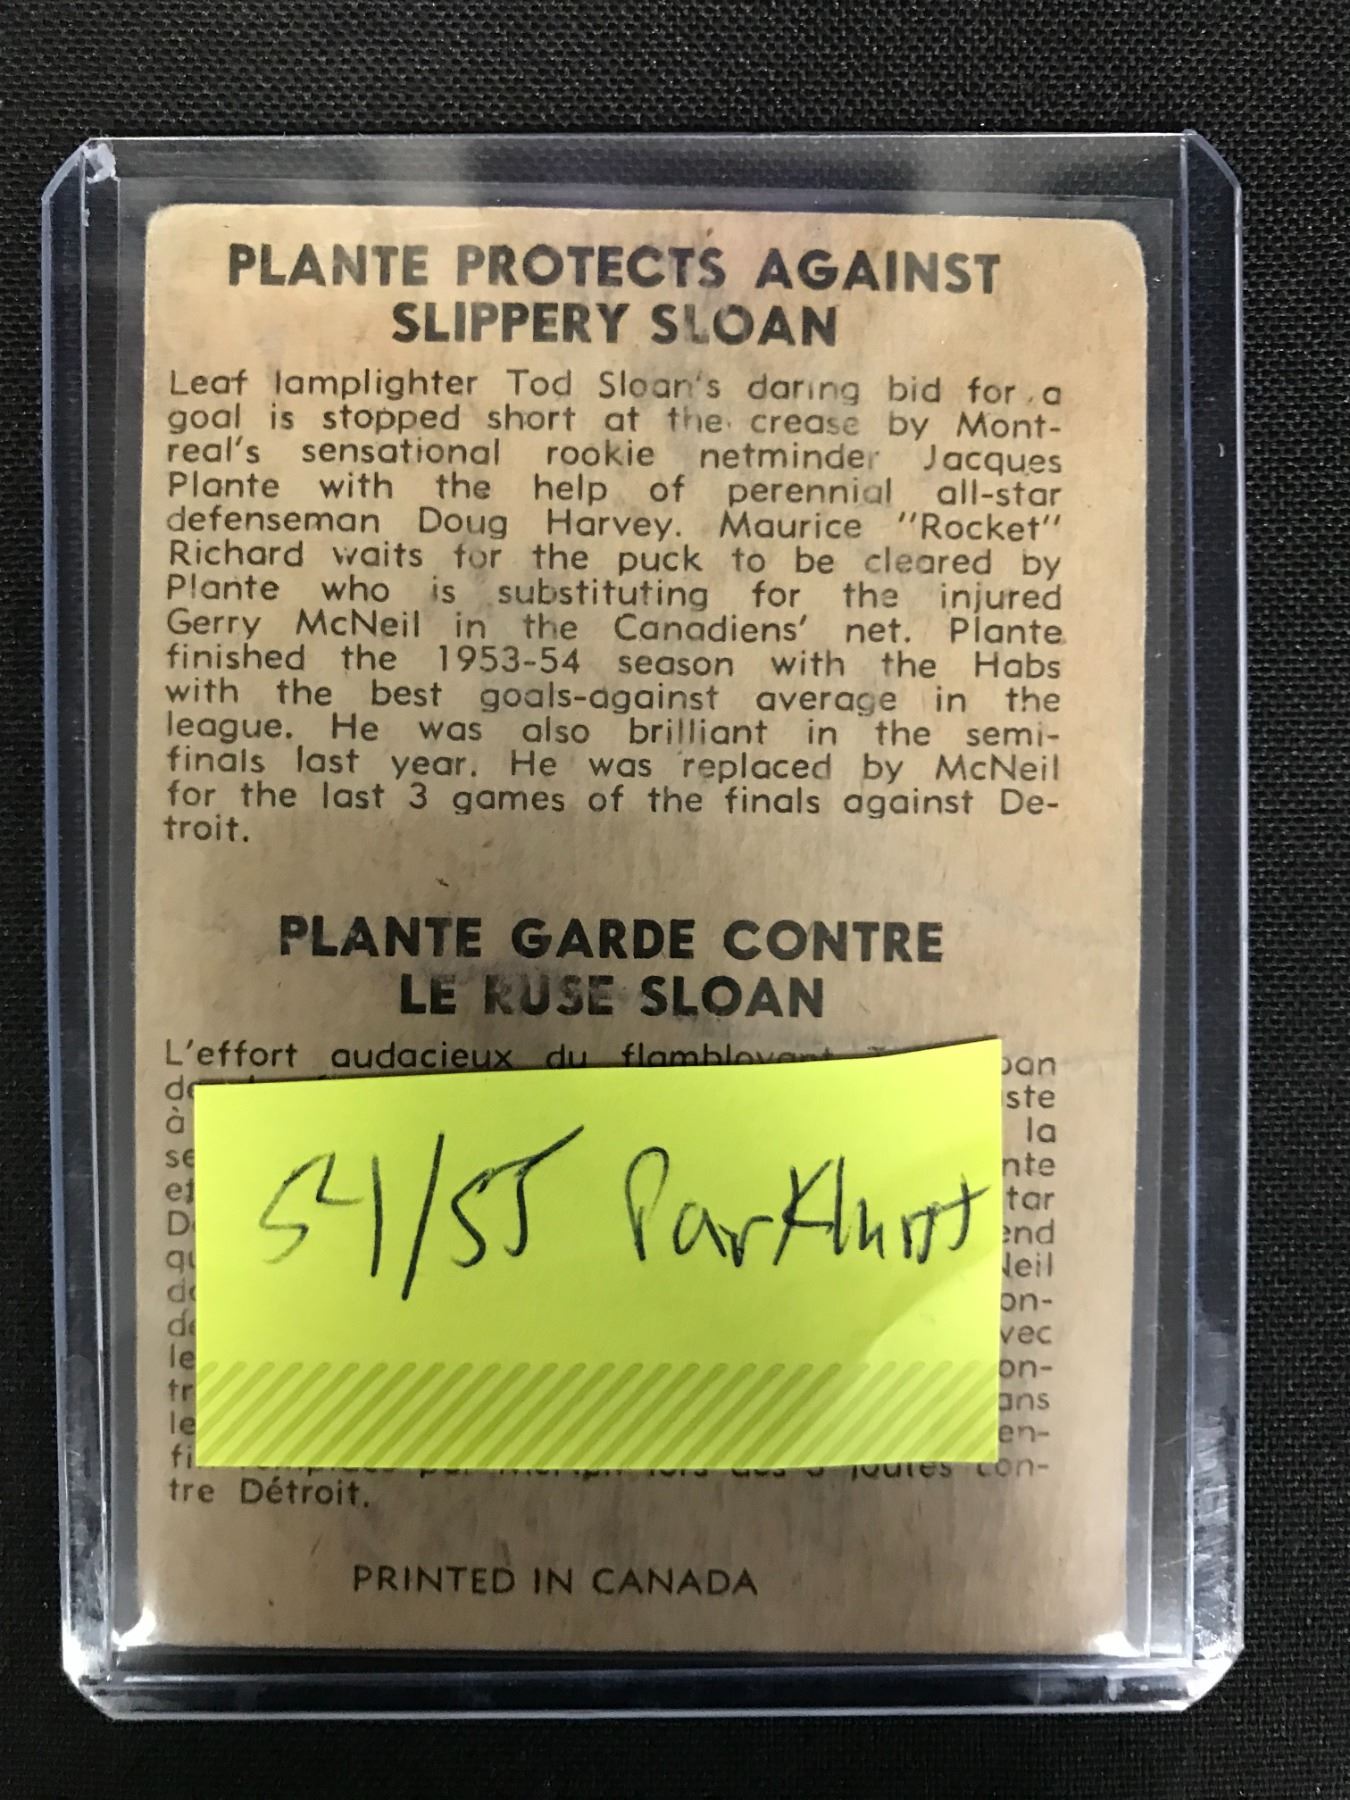 PLANTE PROTECTS AGAINST
SLIPPERY SLOAN
Leaf lamplighter Tod Sloan's daring bid for a
goal is stopped short at the crease by Mont-
real's sensational rookie netminder Jacques
Plante with the help of perennial all-star
defenseman Doug Harvey. Maurice "Rocket"
Richard waits for the puck to be cleared by
Plante who is substituting for the injured
Gerry McNeil in the Canadiens' net. Plante
finished the 1953-54 season with the Habs
with the best goals-against average in the
league. He was also brilliant in the semi-
finals last year. He was replaced by McNeil
for the last 3 games of the finals against De-
troit.
PLANTE GARDE CONTRE
LE RUSE SLOAN
L'effort audacieux du
à la
54/55 Parkhurst
tre Détroit.
PRINTED IN CANADA